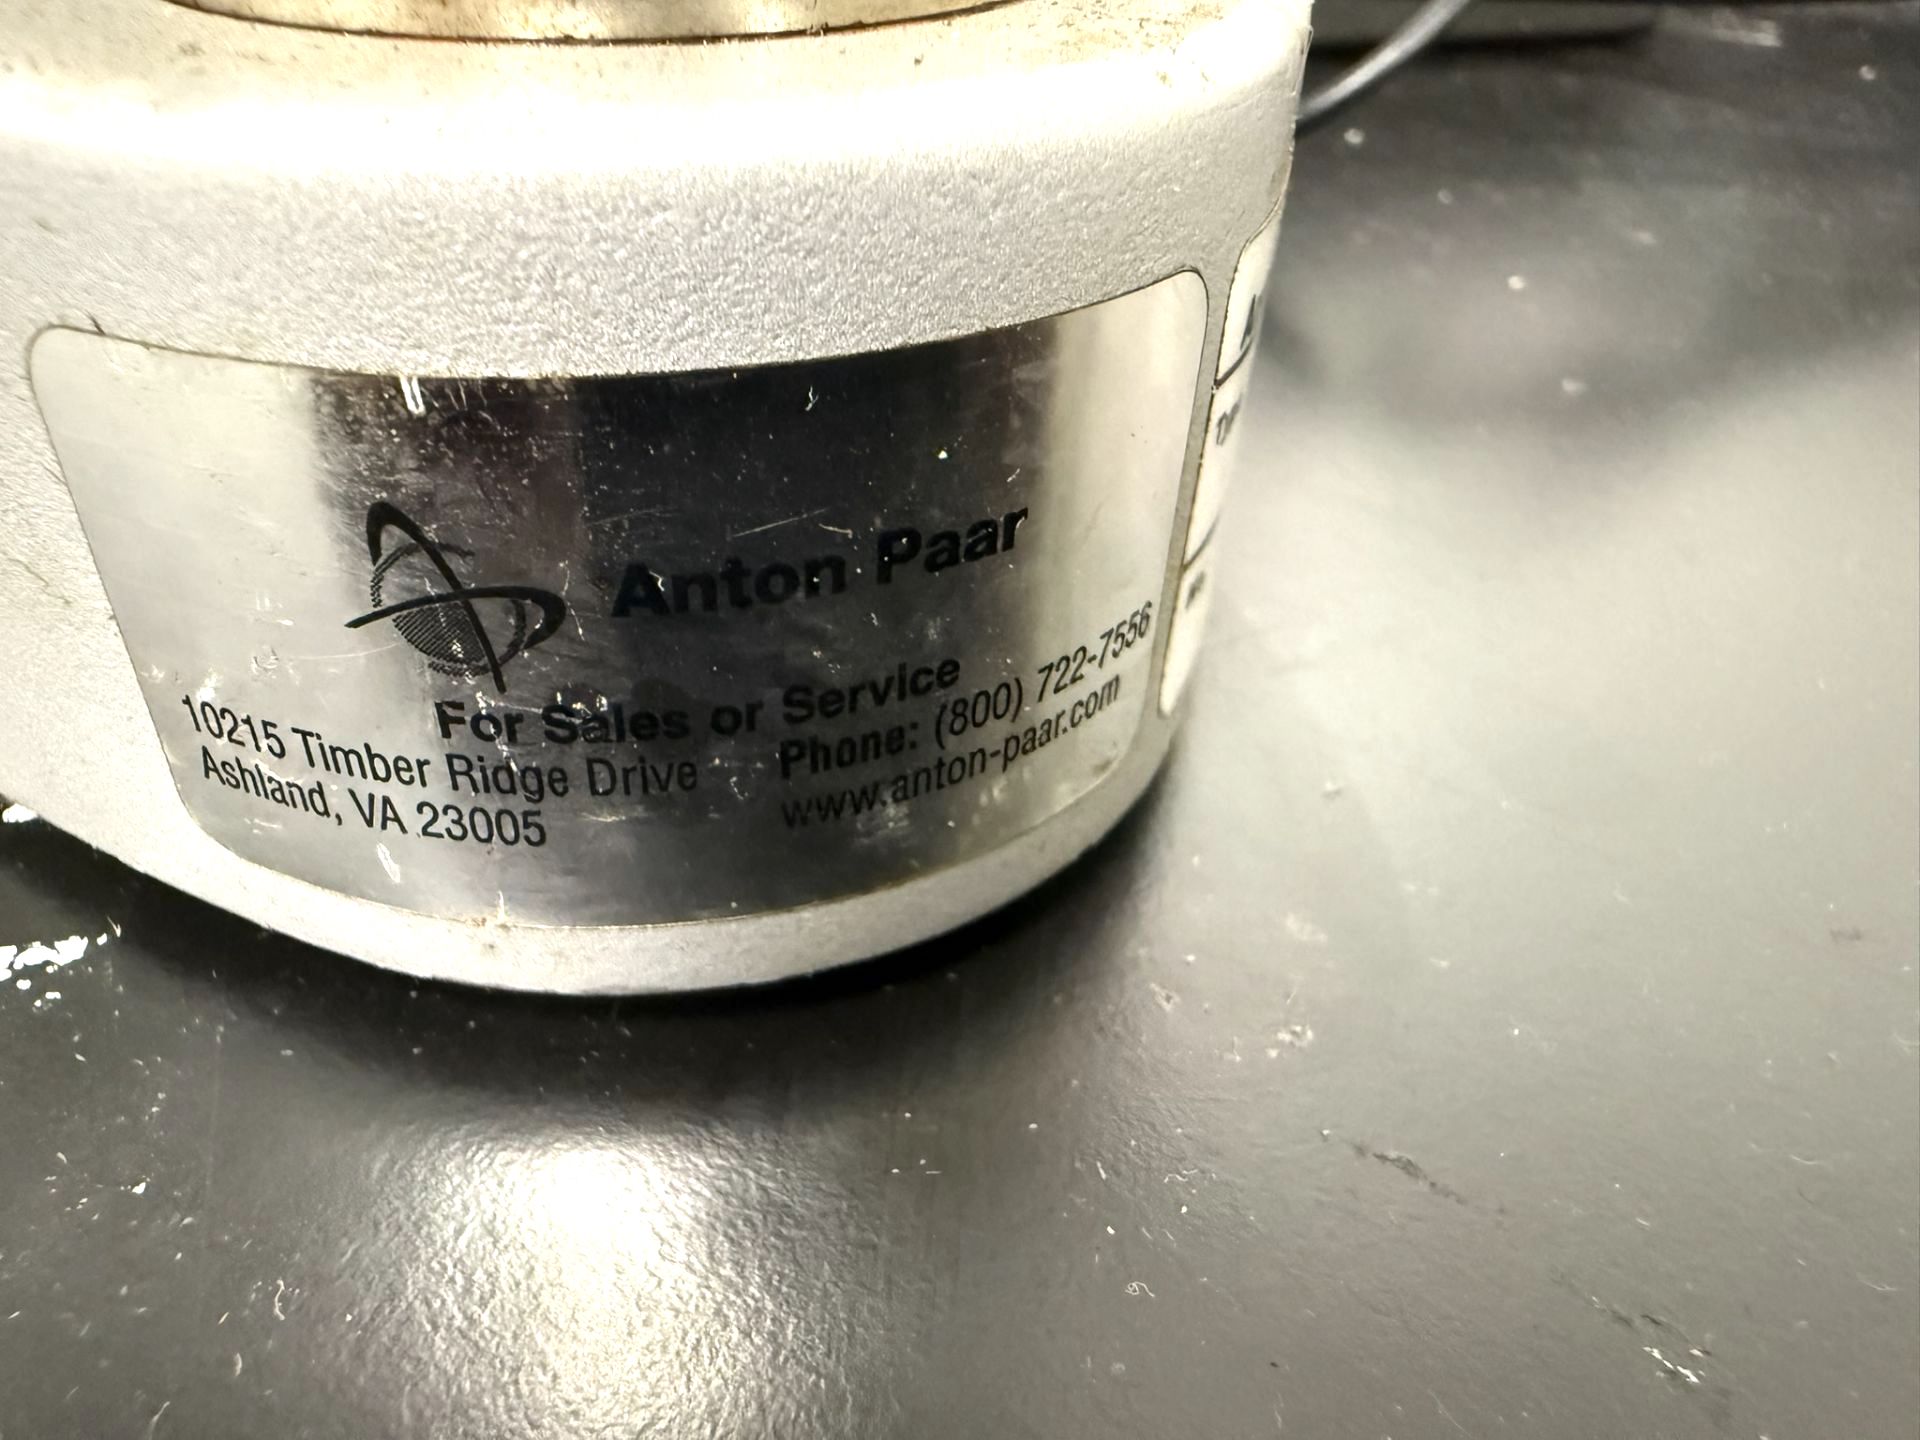 Anton Paar
For Sales or Service
10215 Timber Ridge Drive
Ashland, VA 23005
Phone: (800) 722-7556
www.anton-paar.com